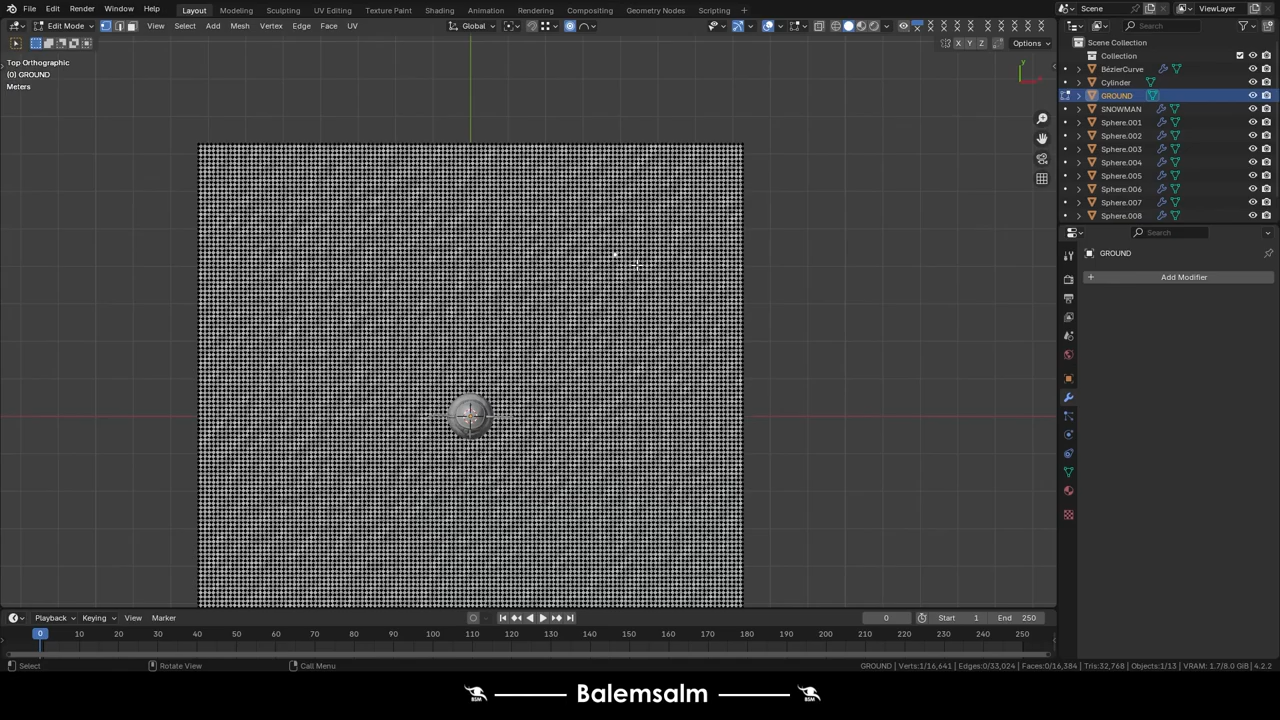 File Edit Render Window Help Layout Modeling Sculpting UV Editing Texture Paint Shading Animation Rendering Compositing Geometry Nodes Scripting + Scene ViewLayer
Edit Mode View Select Add Mesh Vertex Edge Face UV Global Search
X Y Z Options Scene Collection
Top Orthographic
(0) GROUND
Meters
Y
Collection
BézierCurve
Cylinder
GROUND
SNOWMAN
Sphere.001
Sphere.002
Sphere.003
Sphere.004
Sphere.005
Sphere.006
Sphere.007
Sphere.008
Search
GROUND
+ Add Modifier
Playback Keying View Marker 0 Start 1 End 250
0 10 20 30 40 50 60 70 80 90 100 110 120 130 140 150 160 170 180 190 200 210 220 230 240 250
Select Rotate View Call Menu GROUND | Verts:1/16,641 | Edges:0/33,024 | Faces:0/16,384 | Tris:32,768 | Objects:1/13 | VRAM: 1.7/8.0 GiB | 4.2.2
BSM Balemsalm BSM